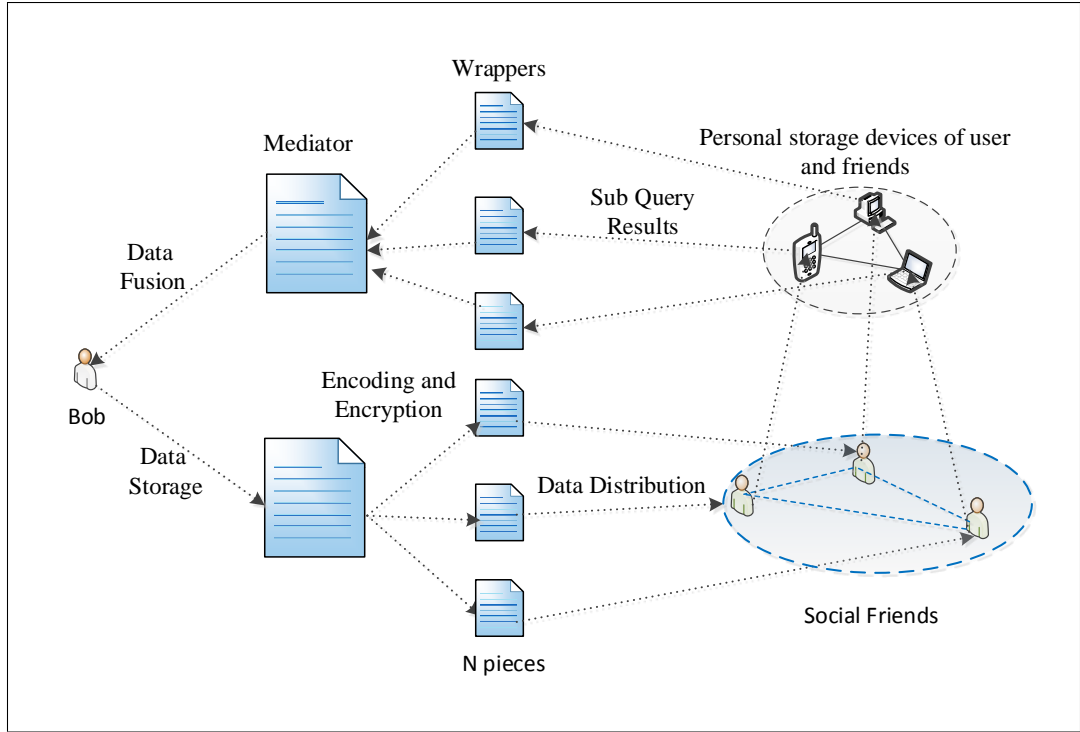 Wrappers
Mediator
Personal storage devices of user
and friends
Sub Query
Results
Data
Fusion
Encoding and
Encryption
Bob
Data
Storage
Data Distribution
Social Friends
N pieces